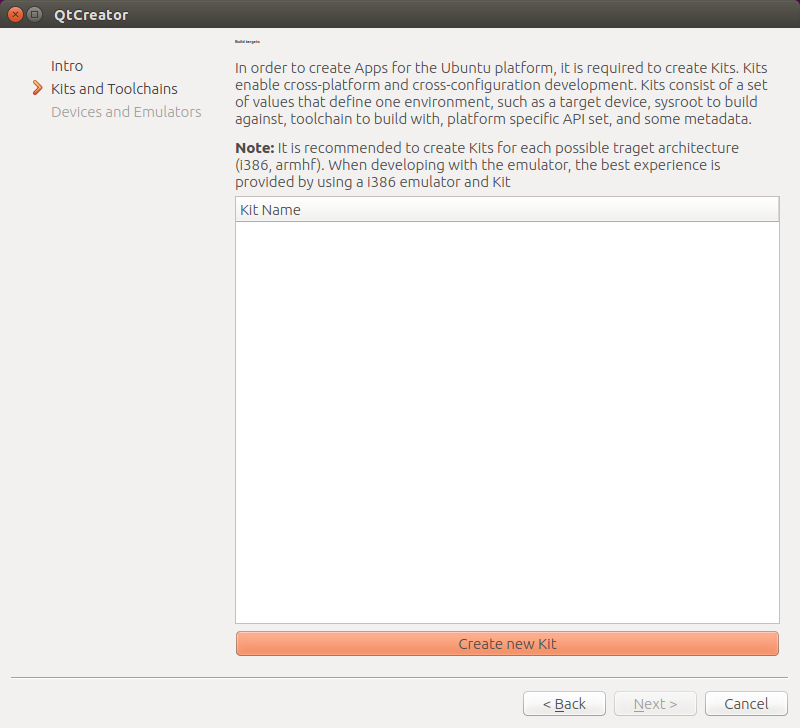 QtCreator
Intro
Kits and Toolchains
Devices and Emulators
Build targets
In order to create Apps for the Ubuntu platform, it is required to create Kits. Kits
enable cross-platform and cross-configuration development. Kits consist of a set
of values that define one environment, such as a target device, sysroot to build
against, toolchain to build with, platform specific API set, and some metadata.
Note: It is recommended to create Kits for each possible traget architecture
(i386, armhf). When developing with the emulator, the best experience is
provided by using a i386 emulator and Kit
Kit Name
Create new Kit
< Back
Next >
Cancel